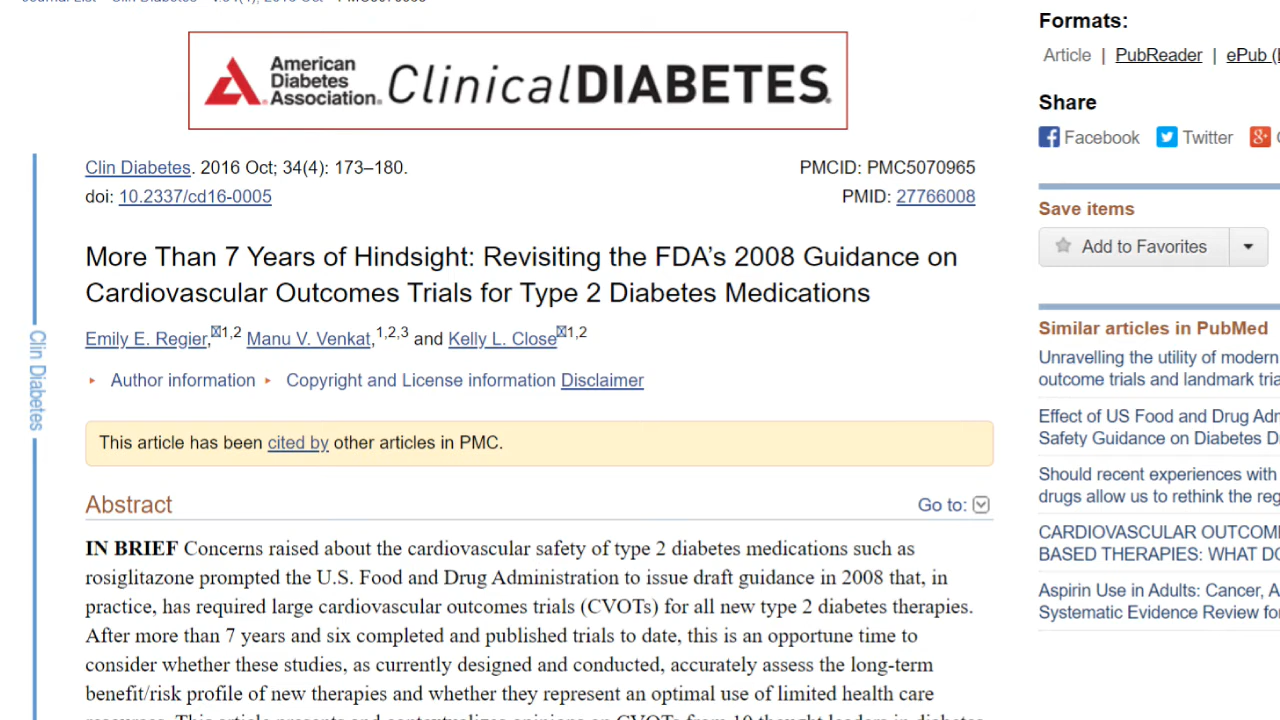 American
Diabetes
Association.
ClinicalDIABETES
Clin Diabetes. 2016 Oct; 34(4): 173–180.
doi: 10.2337/cd16-0005
PMCID: PMC5070965
PMID: 27766008
More Than 7 Years of Hindsight: Revisiting the FDA’s 2008 Guidance on
Cardiovascular Outcomes Trials for Type 2 Diabetes Medications
Emily E. Regier,1,2 Manu V. Venkat,1,2,3 and Kelly L. Close1,2
Author information Copyright and License information Disclaimer
This article has been cited by other articles in PMC.
Abstract
Go to:
IN BRIEF Concerns raised about the cardiovascular safety of type 2 diabetes medications such as
rosiglitazone prompted the U.S. Food and Drug Administration to issue draft guidance in 2008 that, in
practice, has required large cardiovascular outcomes trials (CVOTs) for all new type 2 diabetes therapies.
After more than 7 years and six completed and published trials to date, this is an opportune time to
consider whether these studies, as currently designed and conducted, accurately assess the long-term
benefit/risk profile of new therapies and whether they represent an optimal use of limited health care
Clin Diabetes
Formats:
Article | PubReader | ePub (
Share
Facebook Twitter
Save items
Add to Favorites
Similar articles in PubMed
Unravelling the utility of modern
outcome trials and landmark
Effect of US Food and Drug
Safety Guidance on Diabetes
Should recent experiences with
drugs allow us to rethink the
CARDIOVASCULAR
BASED THERAPIES: WHAT
Aspirin Use in Adults: Cancer,
Systematic Evidence Review